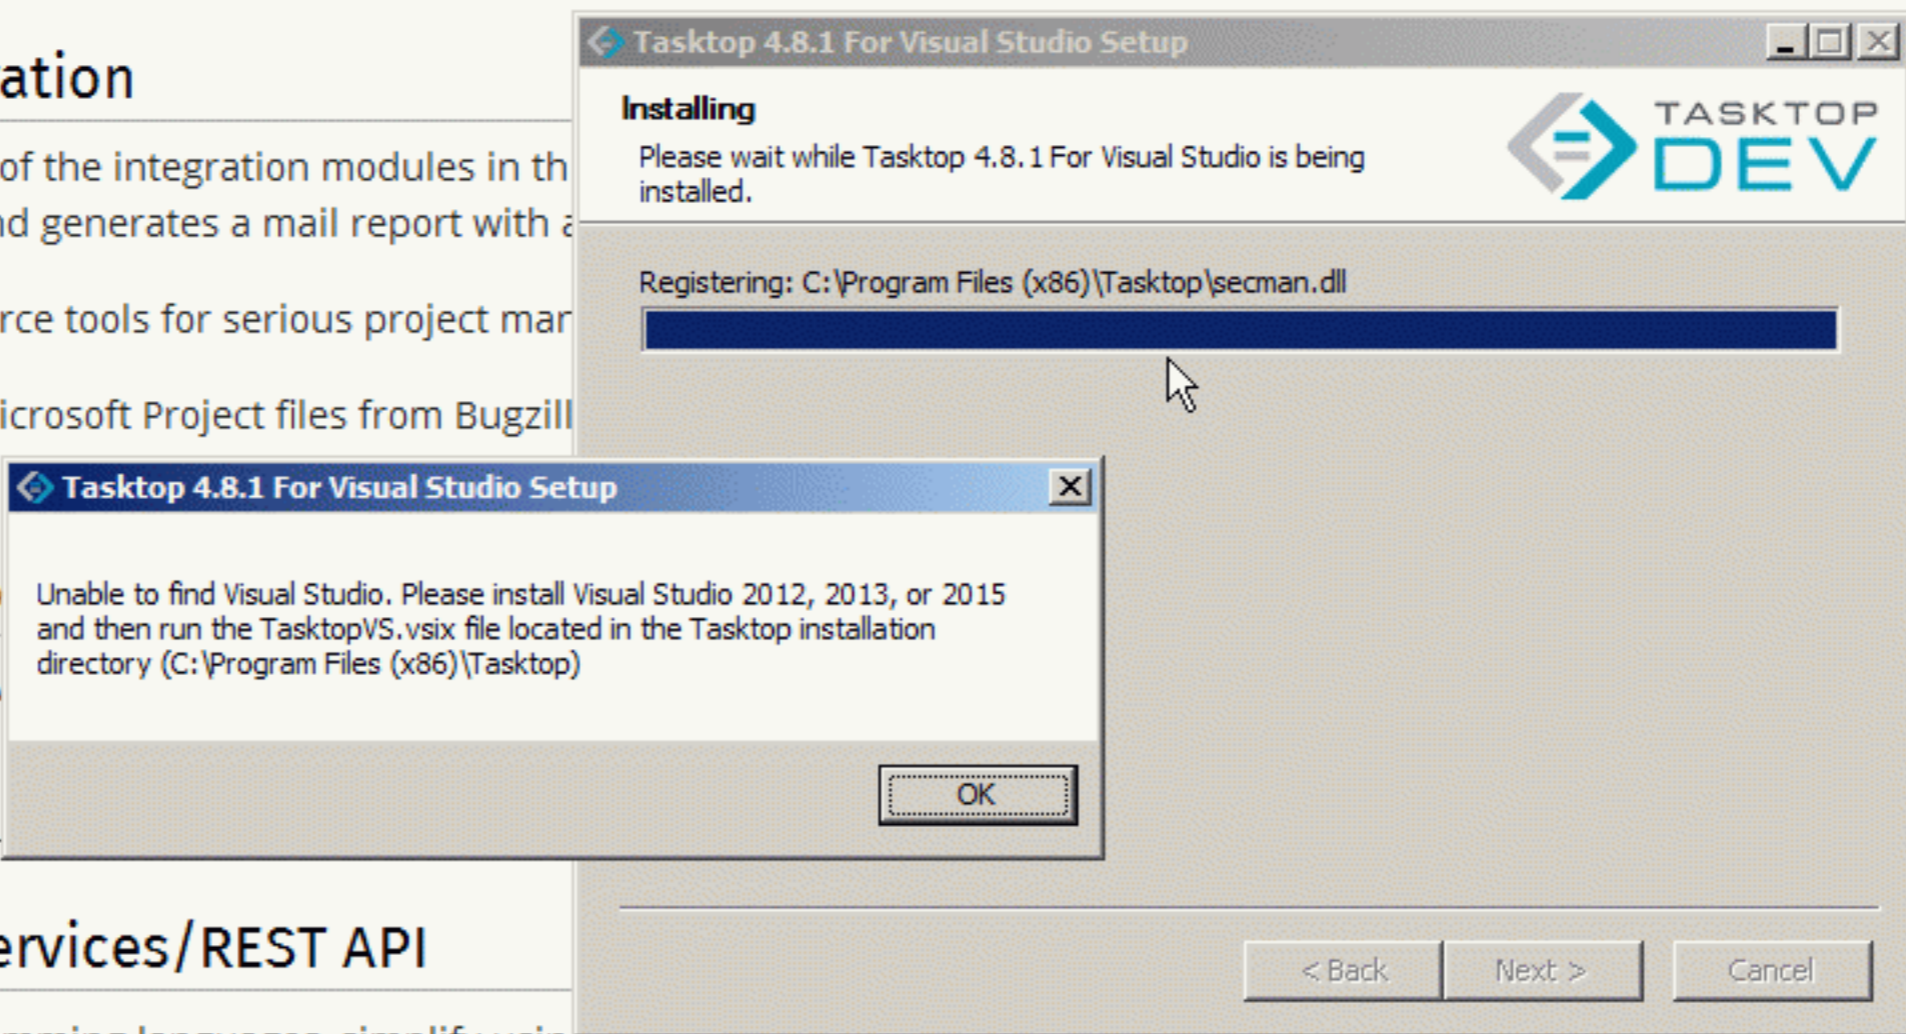 ation
of the integration modules in th
nd generates a mail report with a
rce tools for serious project mar
icrosoft Project files from Bugzill
ervices/REST API
Tasktop 4.8.1 For Visual Studio Setup
Installing
Please wait while Tasktop 4.8.1 For Visual Studio is being
installed.
TASKTOP
DEV
Registering: C:\Program Files (x86)\Tasktop\secman.dll
Tasktop 4.8.1 For Visual Studio Setup
Unable to find Visual Studio. Please install Visual Studio 2012, 2013, or 2015
and then run the TasktopVS.vsix file located in the Tasktop installation
directory (C:\Program Files (x86)\Tasktop)
OK
< Back
Next >
Cancel